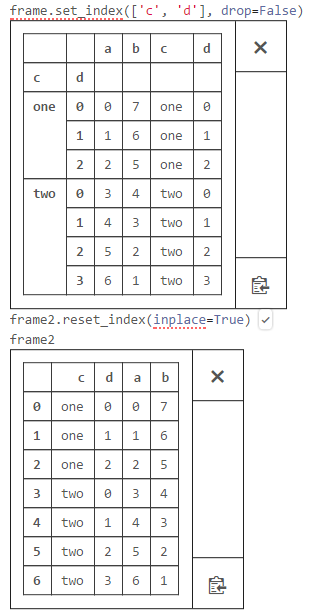 frame.set_index(['c', 'd'], drop=False)
a b c d
c d
one 0 0 7 one 0
1 1 6 one 1
2 2 5 one 2
two 0 3 4 two 0
1 4 3 two 1
2 5 2 two 2
3 6 1 two 3
frame2.reset_index(inplace=True)
frame2
c d a b
0 one 0 0 7
1 one 1 1 6
2 one 2 2 5
3 two 0 3 4
4 two 1 4 3
5 two 2 5 2
6 two 3 6 1